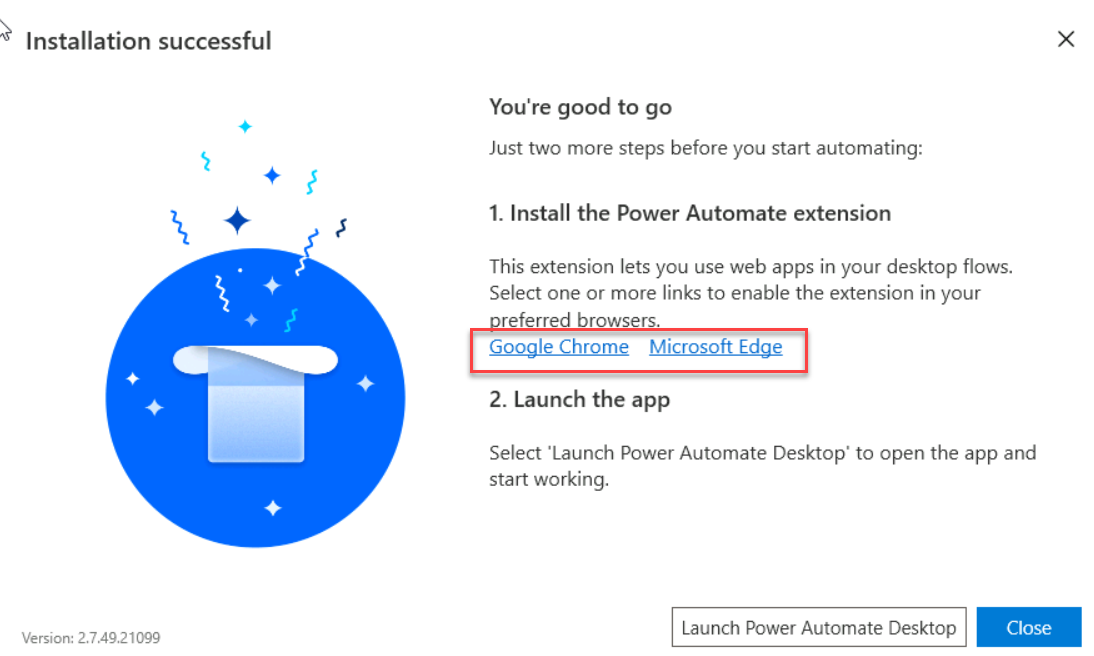 Installation successful
You're good to go
Just two more steps before you start automating:
1. Install the Power Automate extension
This extension lets you use web apps in your desktop flows.
Select one or more links to enable the extension in your
preferred browsers.
Google Chrome Microsoft Edge
2. Launch the app
Select 'Launch Power Automate Desktop' to open the app and
start working.
Version: 2.7.49.21099
Launch Power Automate Desktop
Close